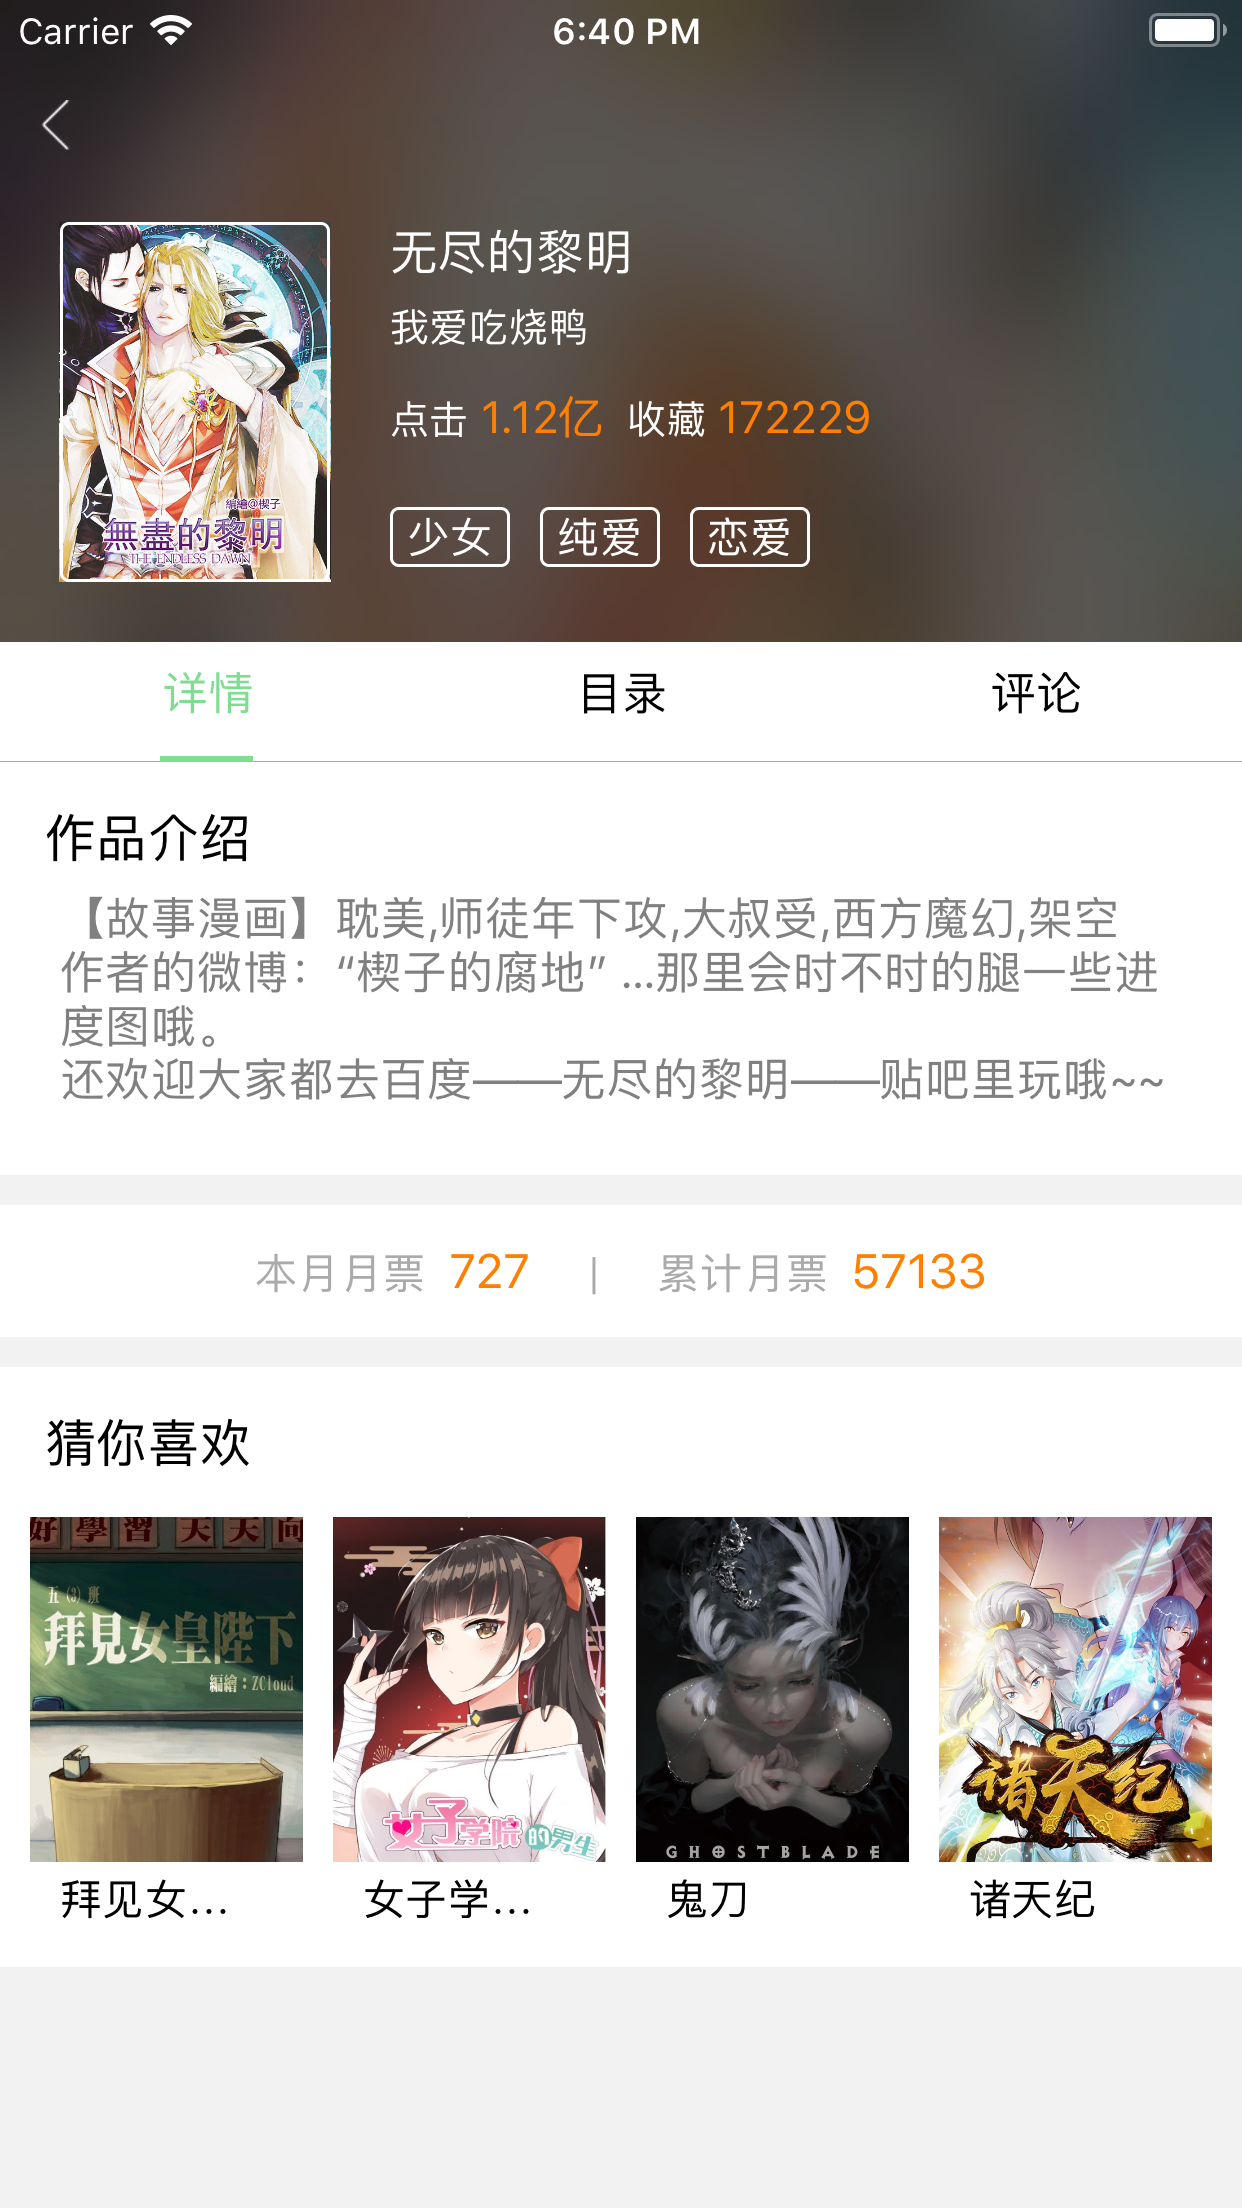 Carrier 6:40 PM
无尽的黎明
我爱吃烧鸭
点击 1.12亿 收藏 172229
編繪@楔子
無盡的黎明
THE ENDLESS DAWN
少女 纯爱 恋爱
详情 目录 评论
作品介绍
【故事漫画】耽美,师徒年下攻,大叔受,西方魔幻,架空
作者的微博：“楔子的腐地” ...那里会时不时的腿一些进
度图哦。
还欢迎大家都去百度——无尽的黎明——贴吧里玩哦~~
本月月票 727 | 累计月票 57133
猜你喜欢
好 學 習 天 天 向
五（3）班
拜見女皇陛下
編繪：ZCloud
女子学院的男生
GHOSTBLADE
诸天纪
拜见女... 女子学... 鬼刀 诸天纪